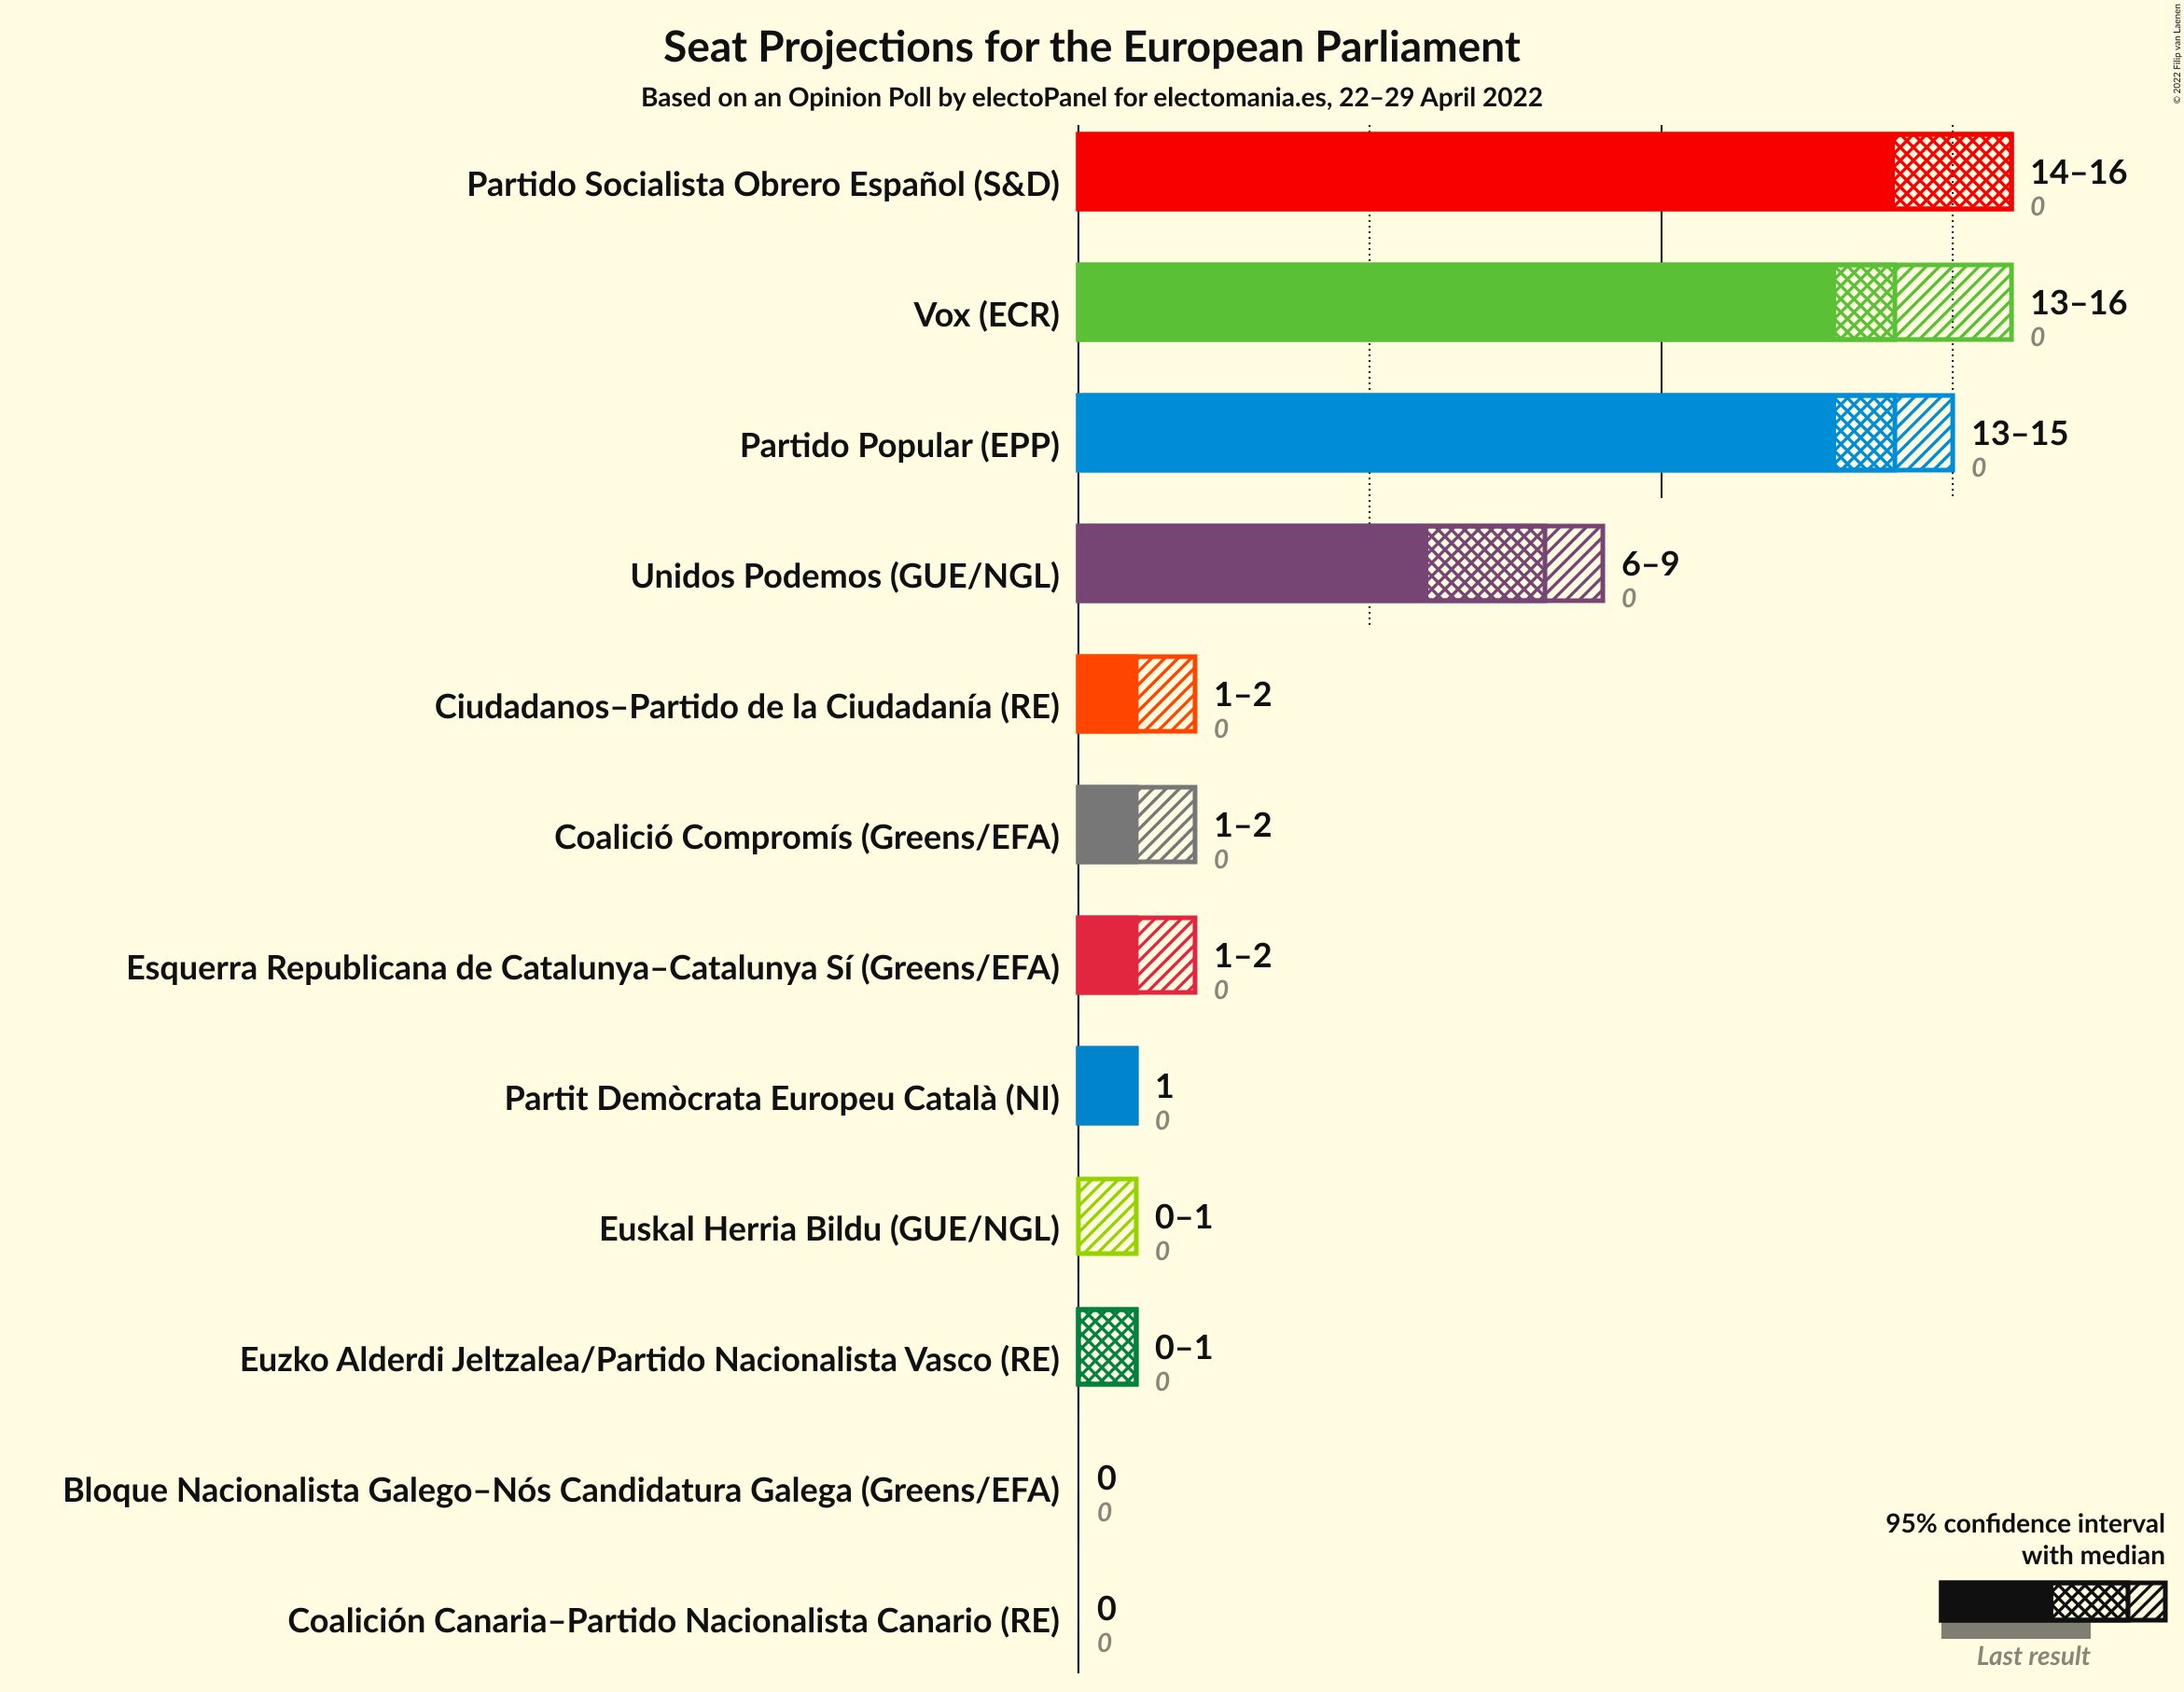 Seat Projections for the European Parliament
Based on an Opinion Poll by electoPanel for electomania.es, 22–29 April 2022
© 2022 Filip van Laenen
Partido Socialista Obrero Español (S&D)
14–16
0
Vox (ECR)
13–16
0
Partido Popular (EPP)
13–15
0
Unidos Podemos (GUE/NGL)
6–9
0
Ciudadanos–Partido de la Ciudadanía (RE)
1–2
0
Coalició Compromís (Greens/EFA)
1–2
0
Esquerra Republicana de Catalunya–Catalunya Sí (Greens/EFA)
1–2
0
Partit Demòcrata Europeu Català (NI)
1
0
Euskal Herria Bildu (GUE/NGL)
0–1
0
Euzko Alderdi Jeltzalea/Partido Nacionalista Vasco (RE)
0–1
0
Bloque Nacionalista Galego–Nós Candidatura Galega (Greens/EFA)
0
0
Coalición Canaria–Partido Nacionalista Canario (RE)
0
0
95% confidence interval
with median
Last result